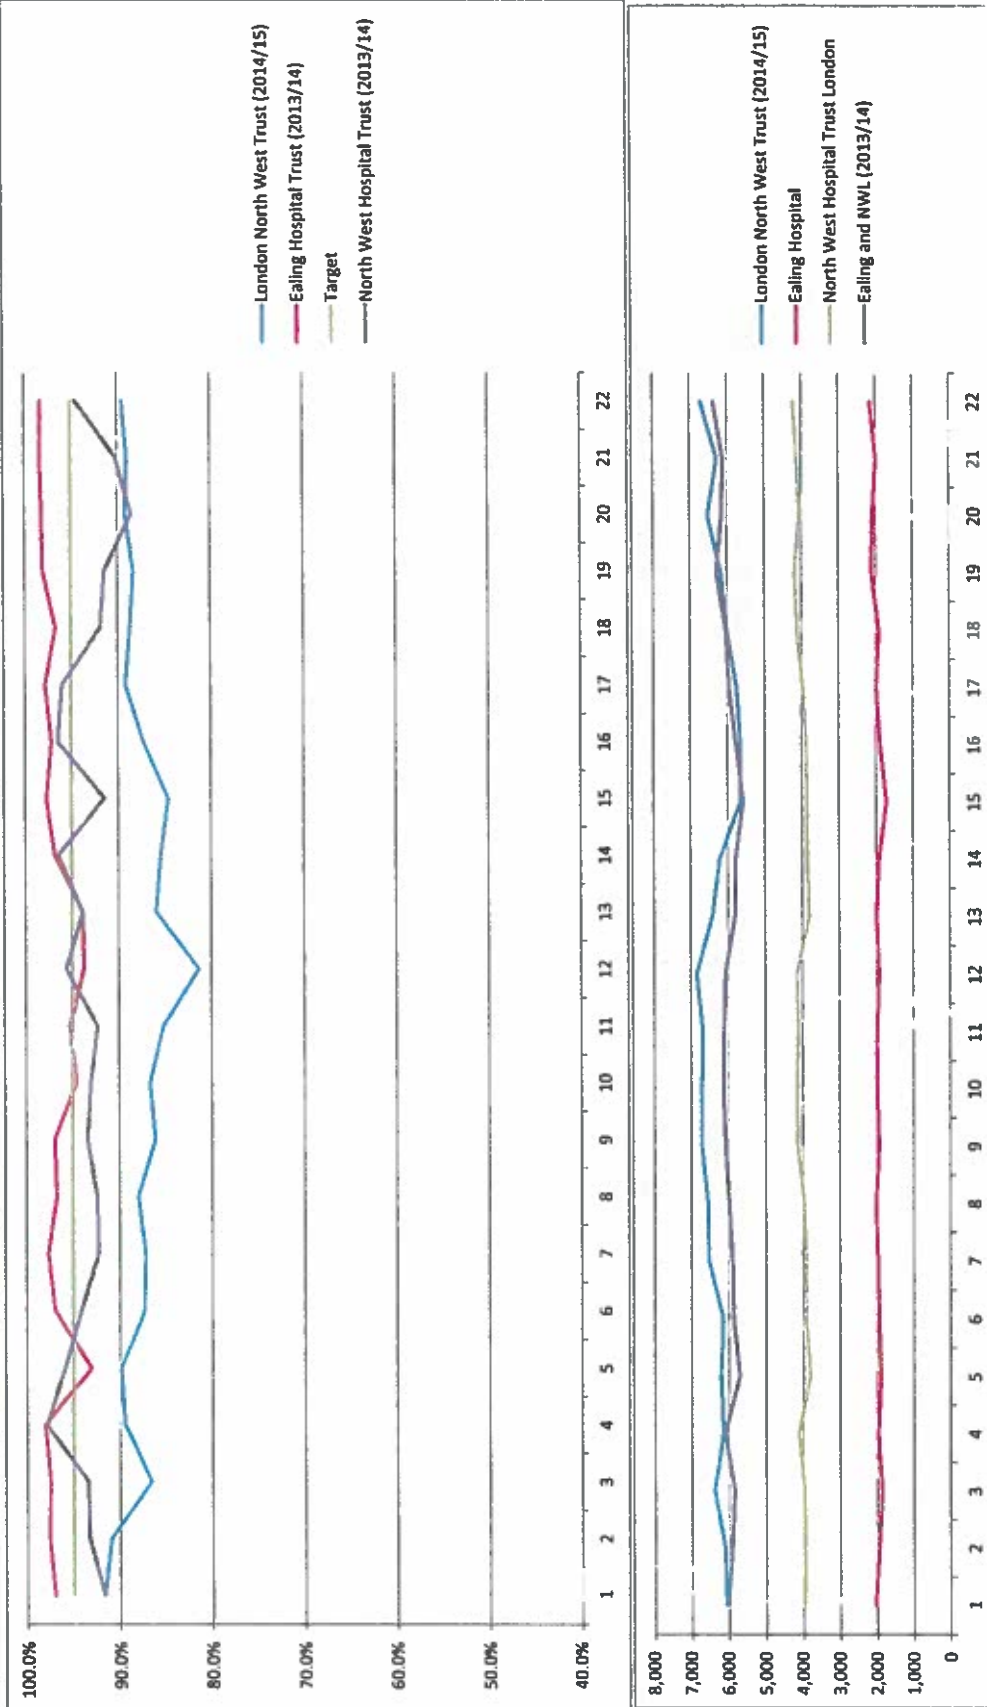 100.0%
90.0%
80.0%
70.0%
60.0%
50.0%
40.0%
1 2 3 4 5 6 7 8 9 10 11 12 13 14 15 16 17 18 19 20 21 22
London North West Trust (2014/15)
Ealing Hospital Trust (2013/14)
Target
North West Hospital Trust (2013/14)
8,000
7,000
6,000
5,000
4,000
3,000
2,000
1,000
0
1 2 3 4 5 6 7 8 9 10 11 12 13 14 15 16 17 18 19 20 21 22
London North West Trust (2014/15)
Ealing Hospital
North West Hospital Trust London
Ealing and NWL (2013/14)